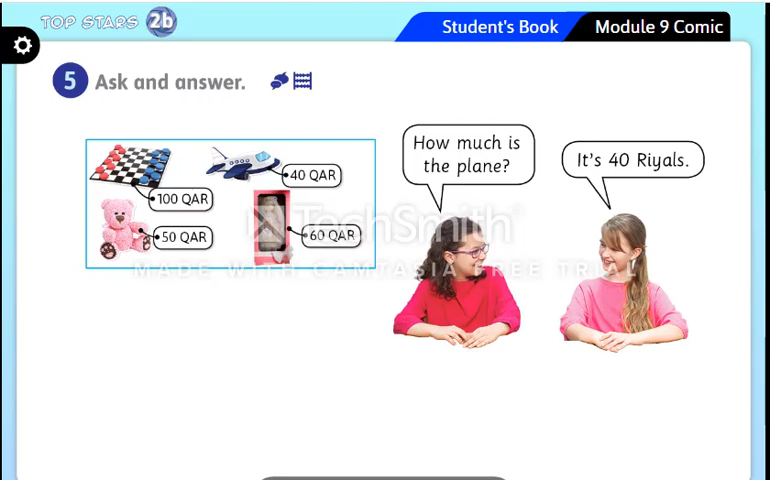 TOP STARS 2b
Student's Book
Module 9 Comic
5 Ask and answer.
100 QAR
40 QAR
50 QAR
60 QAR
How much is
the plane?
It's 40 Riyals.
TechSmith
MADE WITH CAMTASIA FREE TRIAL